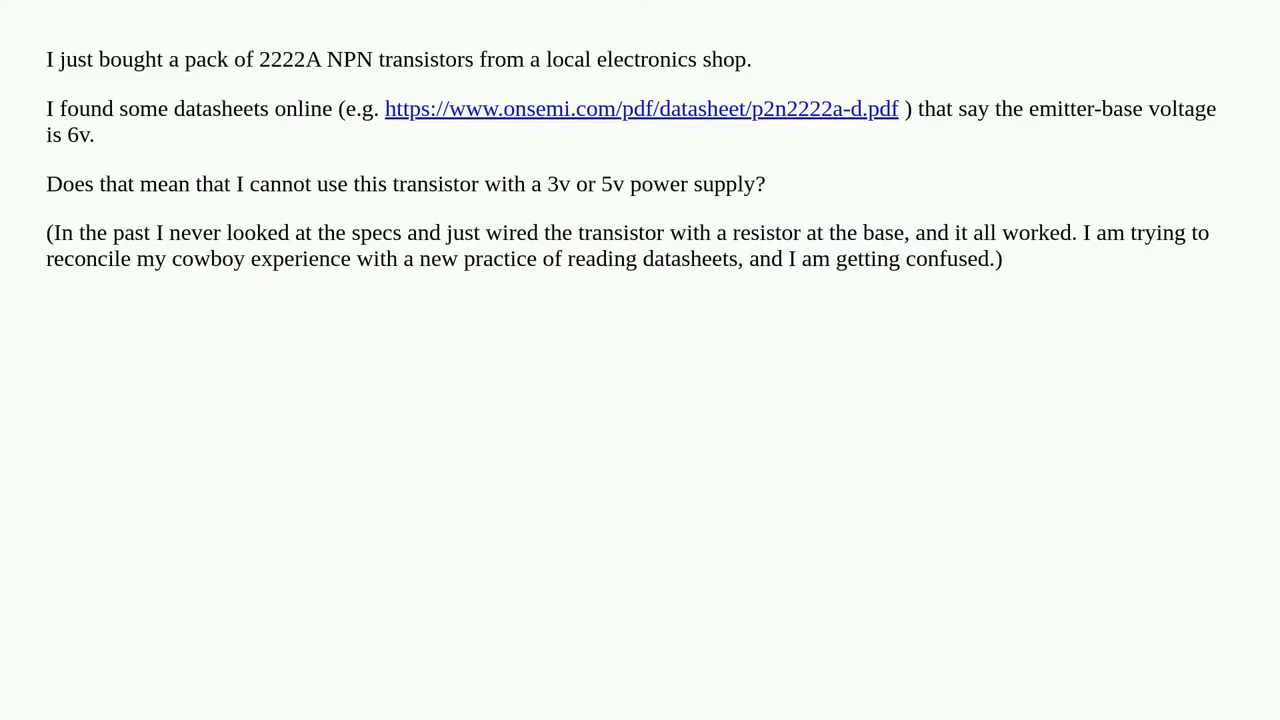 I just bought a pack of 2222A NPN transistors from a local electronics shop.
I found some datasheets online (e.g. https://www.onsemi.com/pdf/datasheet/p2n2222a-d.pdf ) that say the emitter-base voltage
is 6v.
Does that mean that I cannot use this transistor with a 3v or 5v power supply?
(In the past I never looked at the specs and just wired the transistor with a resistor at the base, and it all worked. I am trying to
reconcile my cowboy experience with a new practice of reading datasheets, and I am getting confused.)